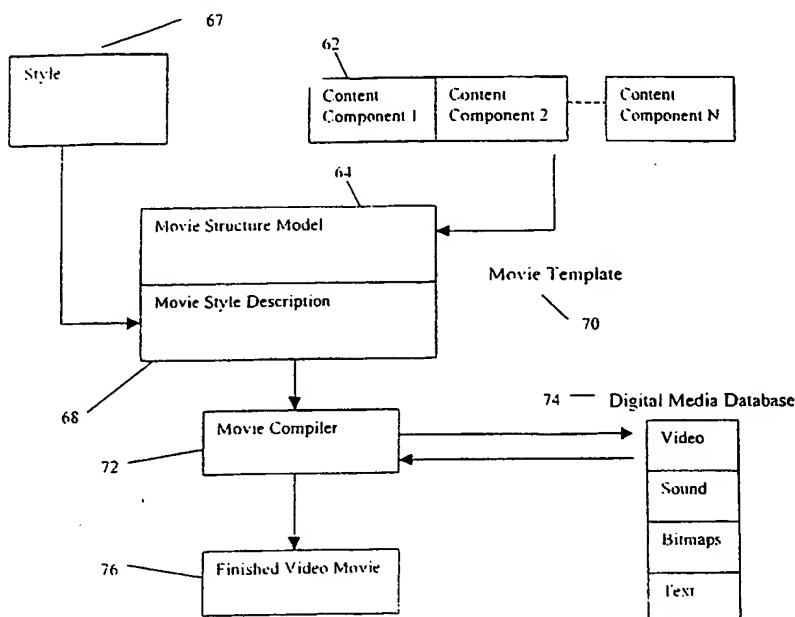 67
Style
62
Content
Component 1
Content
Component 2
Content
Component N
64
Movie Structure Model
Movie Template
70
Movie Style Description
68
74
Digital Media Database
Movie Compiler
72
Video
Sound
Bitmaps
Text
76
Finished Video Movie